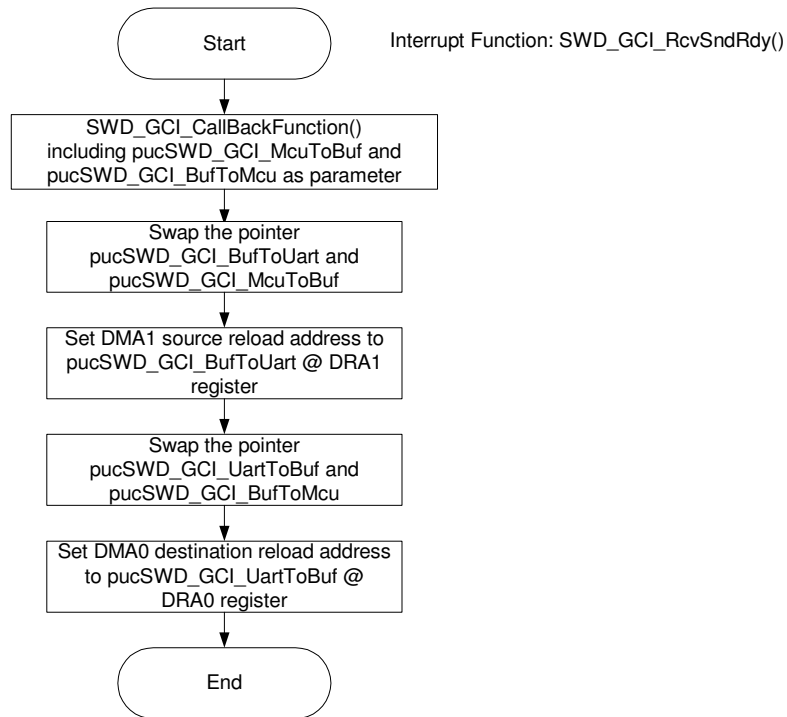 Start
Interrupt Function: SWD_GCI_RcvSndRdy()
SWD_GCI_CallBackFunction()
including pucSWD_GCI_McuToBuf and
pucSWD_GCI_BufToMcu as parameter
Swap the pointer
pucSWD_GCI_BufToUart and
pucSWD_GCI_McuToBuf
Set DMA1 source reload address to
pucSWD_GCI_BufToUart @ DRA1
register
Swap the pointer
pucSWD_GCI_UartToBuf and
pucSWD_GCI_BufToMcu
Set DMA0 destination reload address
to pucSWD_GCI_UartToBuf @
DRA0 register
End